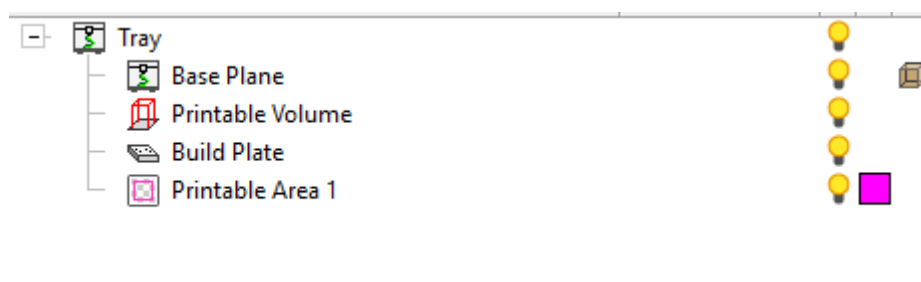 Tray
Base Plane
Printable Volume
Build Plate
Printable Area 1